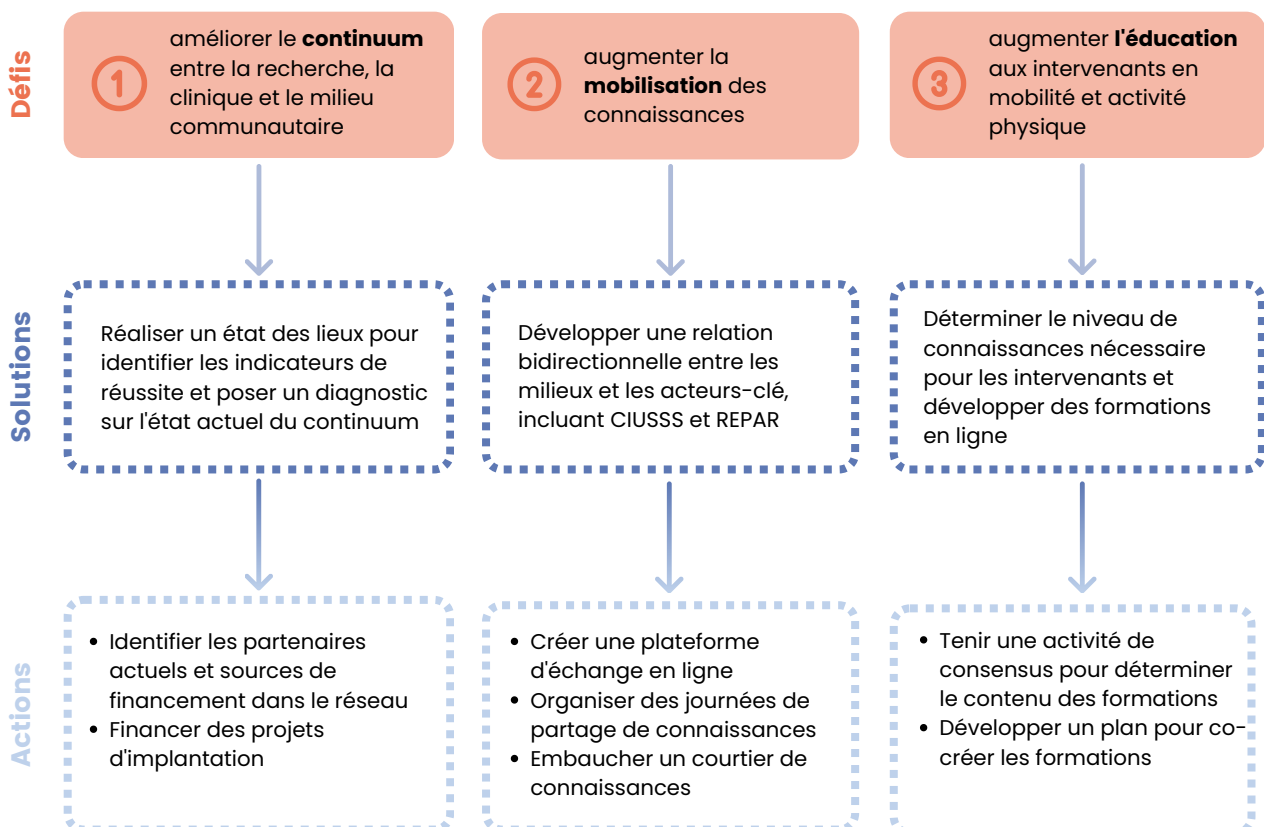 Défis
1
améliorer le continuum
entre la recherche, la
clinique et le milieu
communautaire
2
augmenter la
mobilisation des
connaissances
3
augmenter l'éducation
aux intervenants en
mobilité et activité
physique
Solutions
Réaliser un état des lieux pour
identifier les indicateurs de
réussite et poser un diagnostic
sur l'état actuel du continuum
Développer une relation
bidirectionnelle entre les
milieux et les acteurs-clé,
incluant CIUSSS et REPAR
Déterminer le niveau de
connaissances nécessaire
pour les intervenants et
développer des formations
en ligne
Actions
• Identifier les partenaires
actuels et sources de
financement dans le réseau
• Financer des projets
d'implantation
• Créer une plateforme
d'échange en ligne
• Organiser des journées de
partage de connaissances
• Embaucher un courtier de
connaissances
• Tenir une activité de
consensus pour déterminer
le contenu des formations
• Développer un plan pour co-
créer les formations